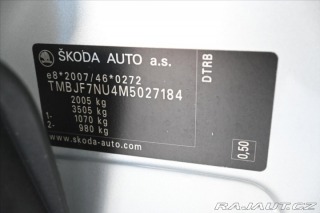 ŠKODA AUTO a.s.
e8*2007/46*0272
TMBJF7NU4M5027184
2005 kg
3505 kg
1- 1070 kg
2- 980 kg
www.skoda-auto.com
DTRB
0,50
RAJAUT.CZ